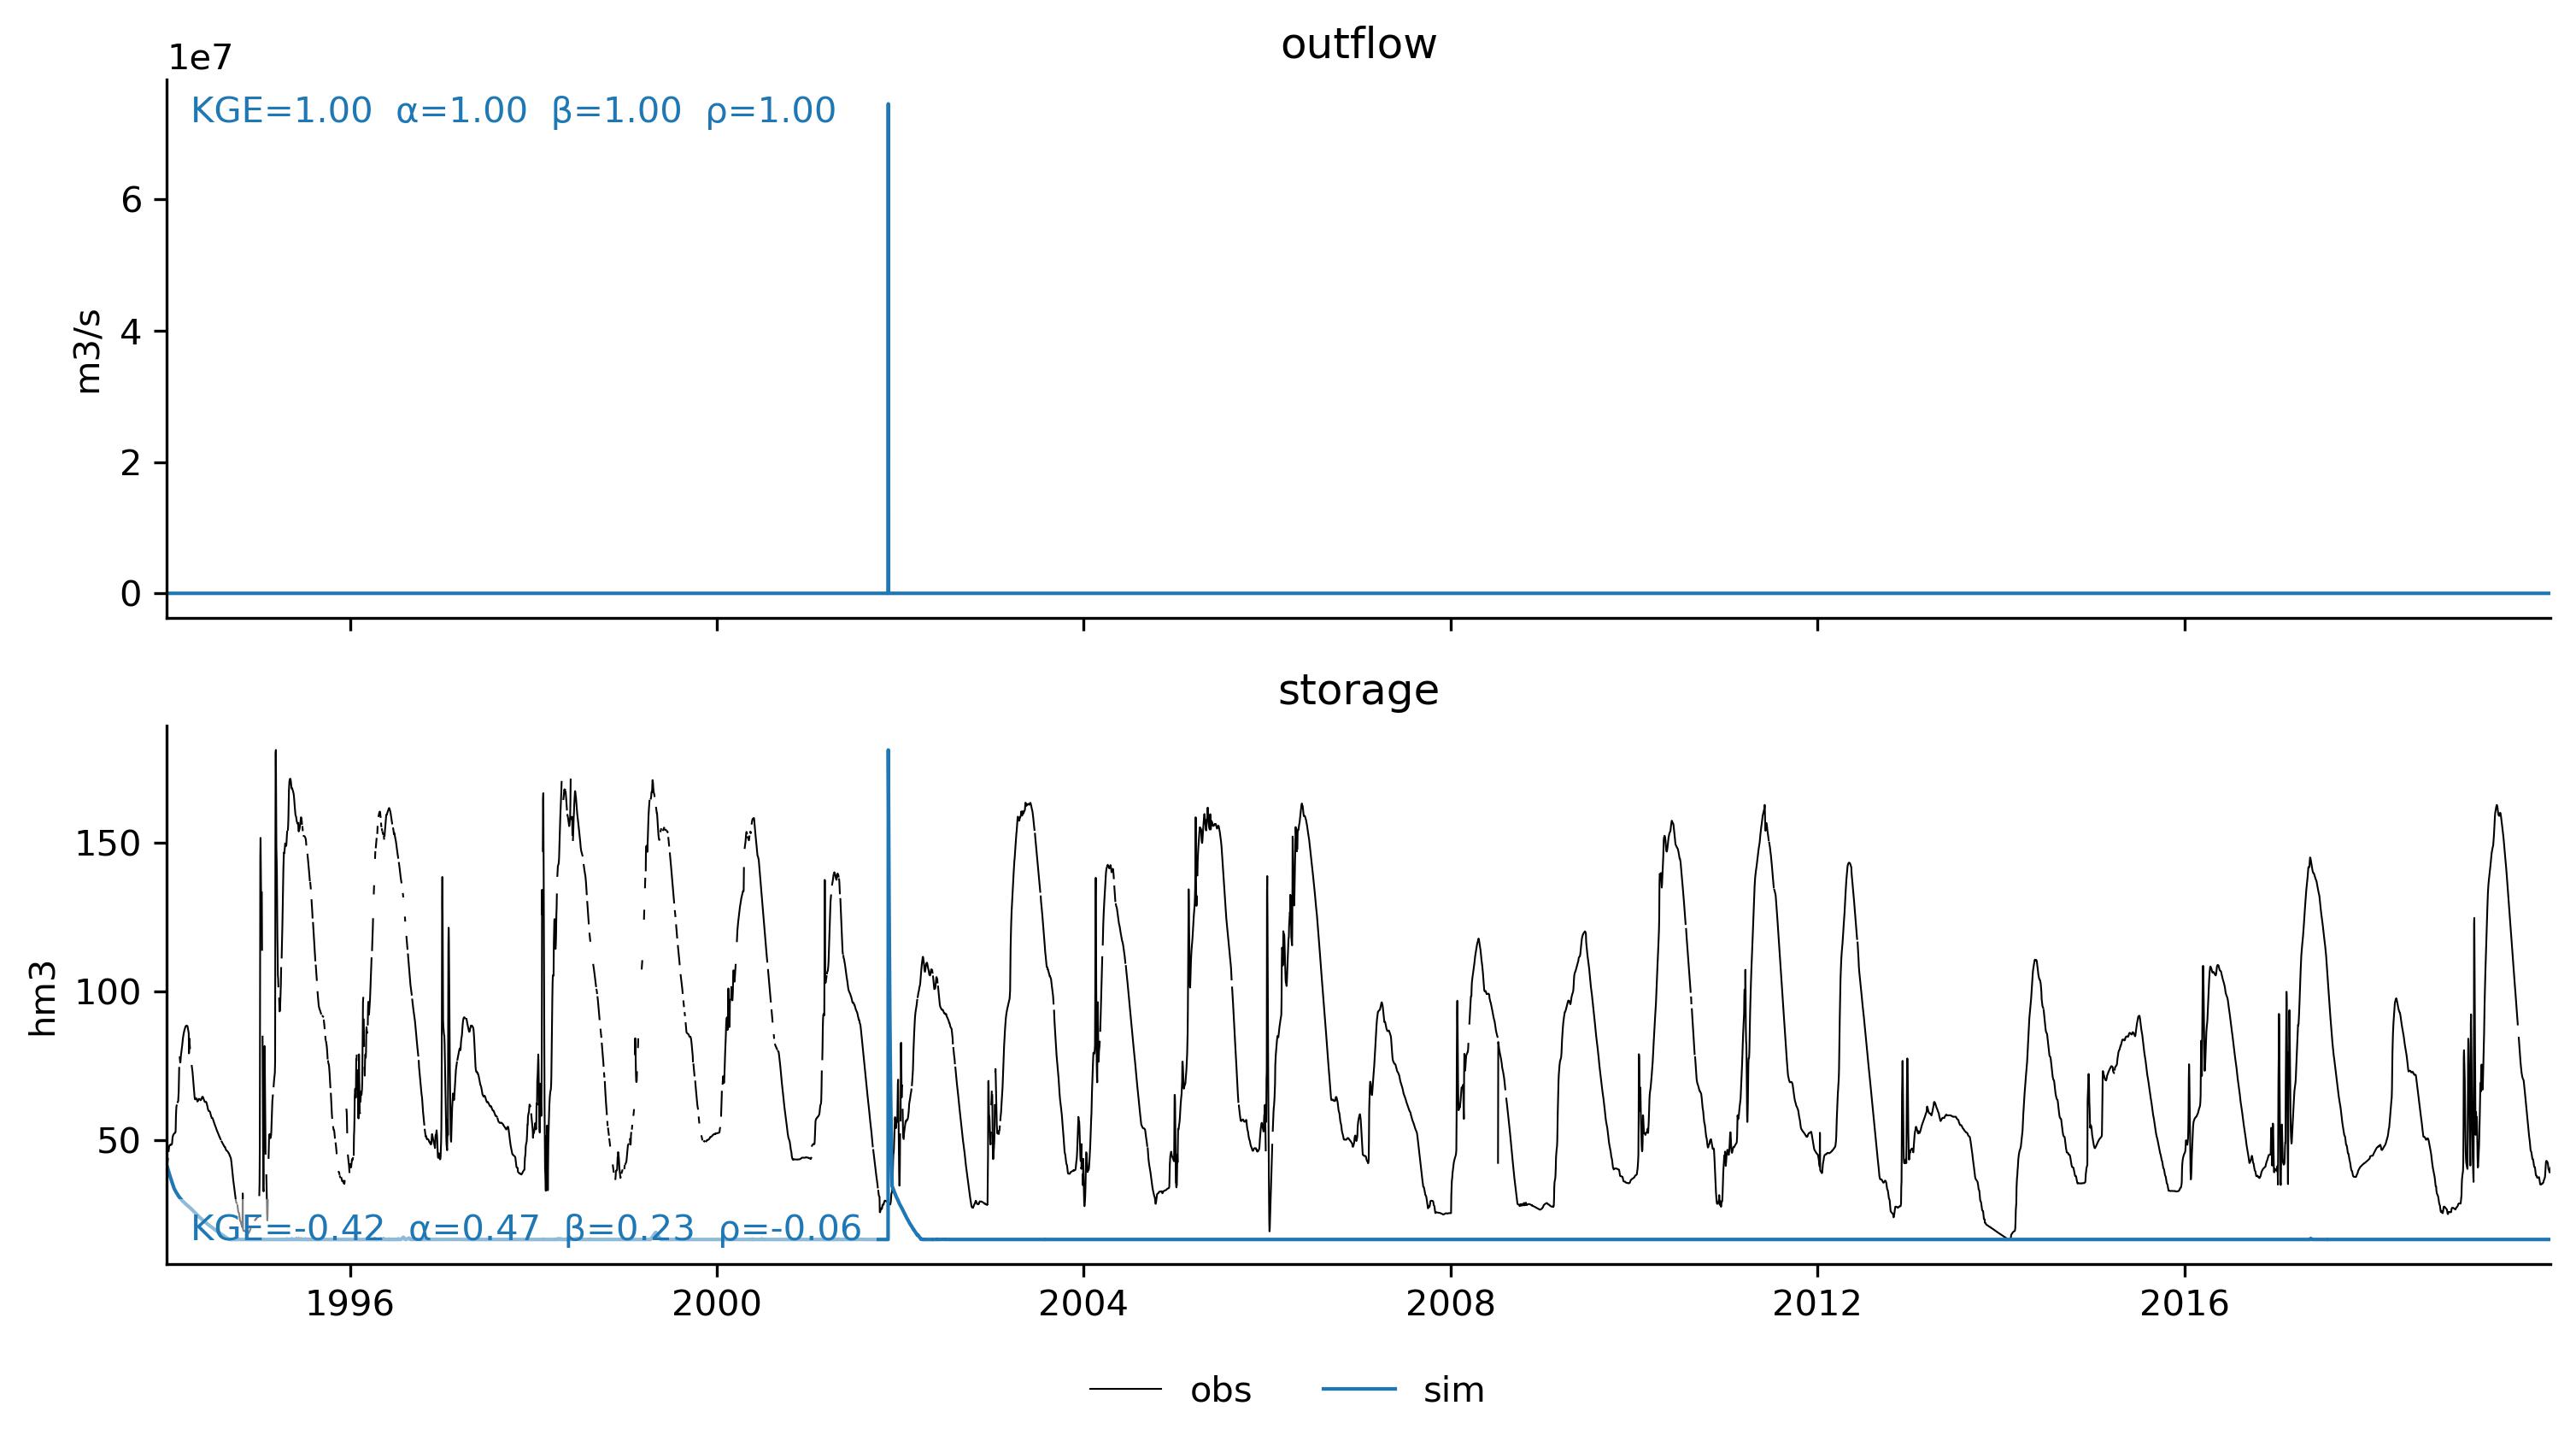 outflow
1e7
KGE=1.00 α=1.00 β=1.00 ρ=1.00
6
4
2
0
m3/s
storage
150
100
50
hm3
KGE=-0.42 α=0.47 β=0.23 ρ=-0.06
1996 2000 2004 2008 2012 2016
obs sim